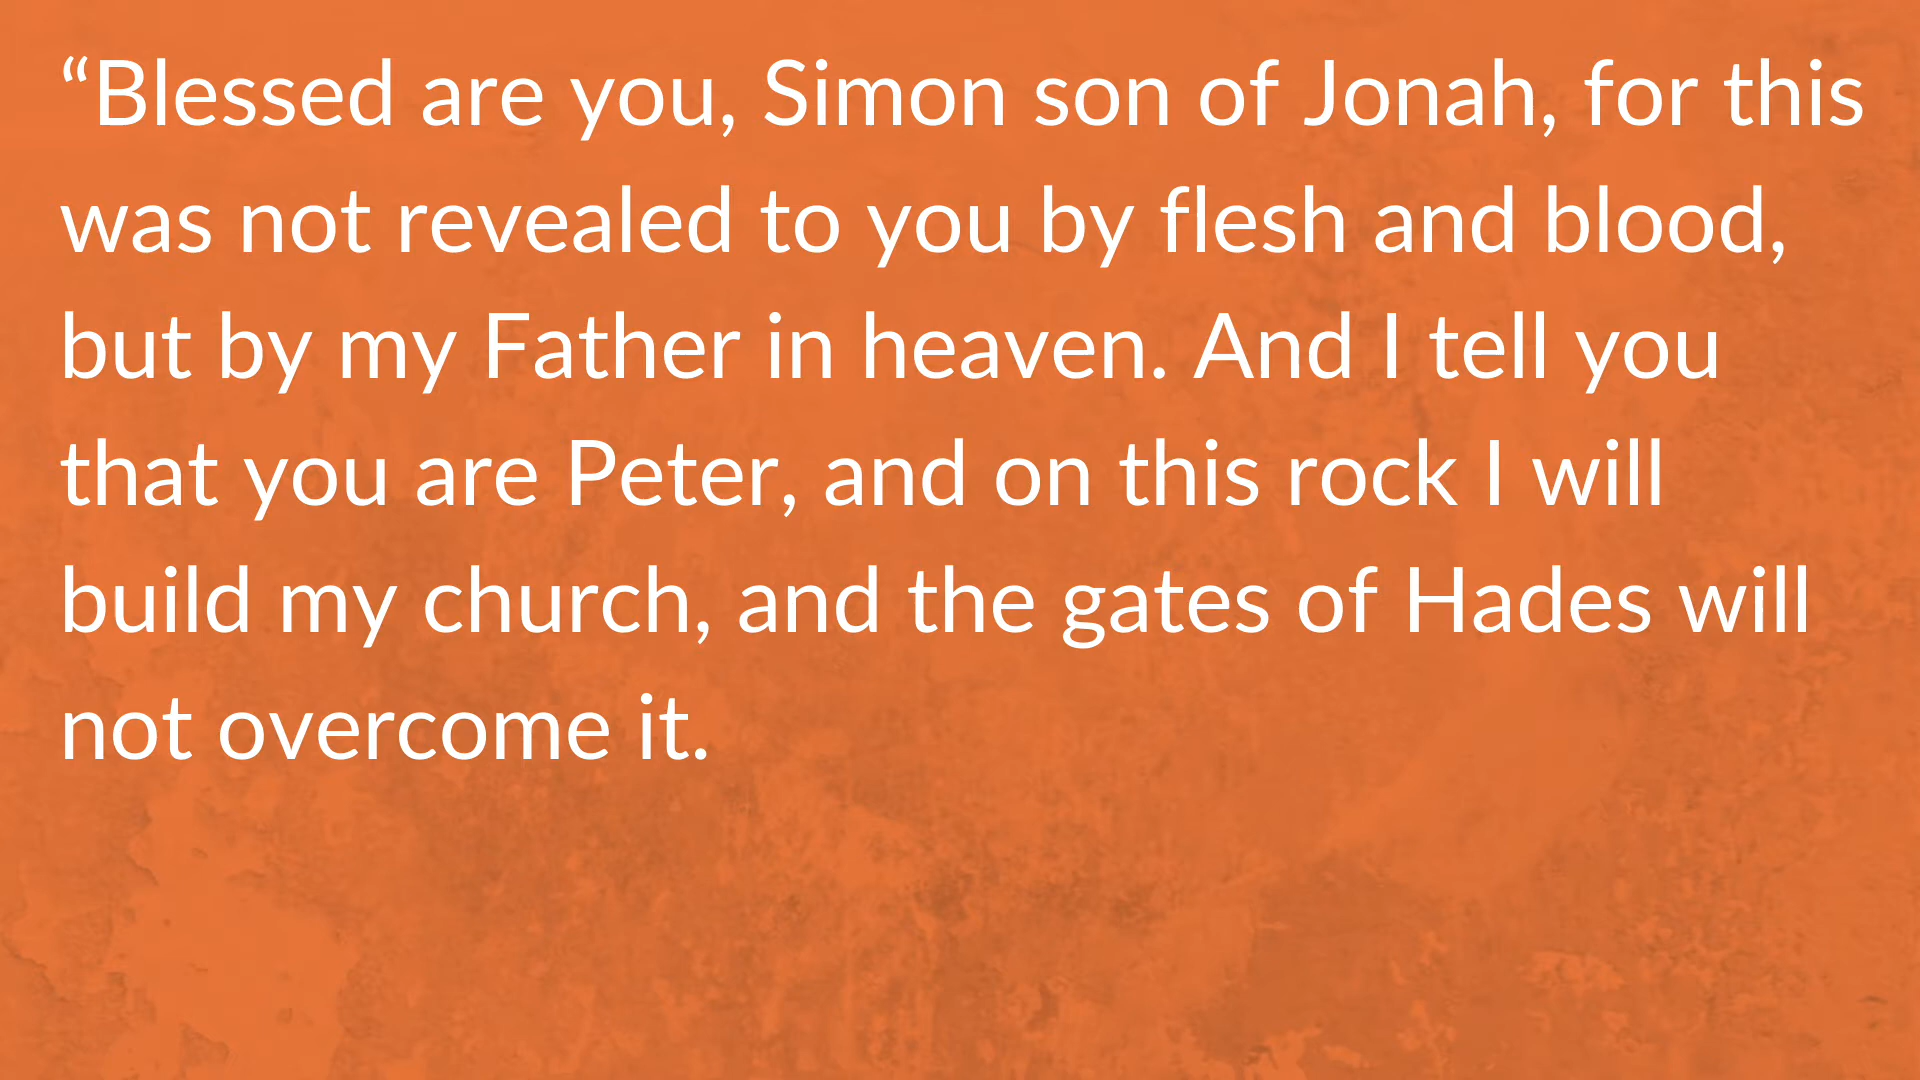 “Blessed are you, Simon son of Jonah, for this
was not revealed to you by flesh and blood,
but by my Father in heaven. And I tell you
that you are Peter, and on this rock I will
build my church, and the gates of Hades will
not overcome it.